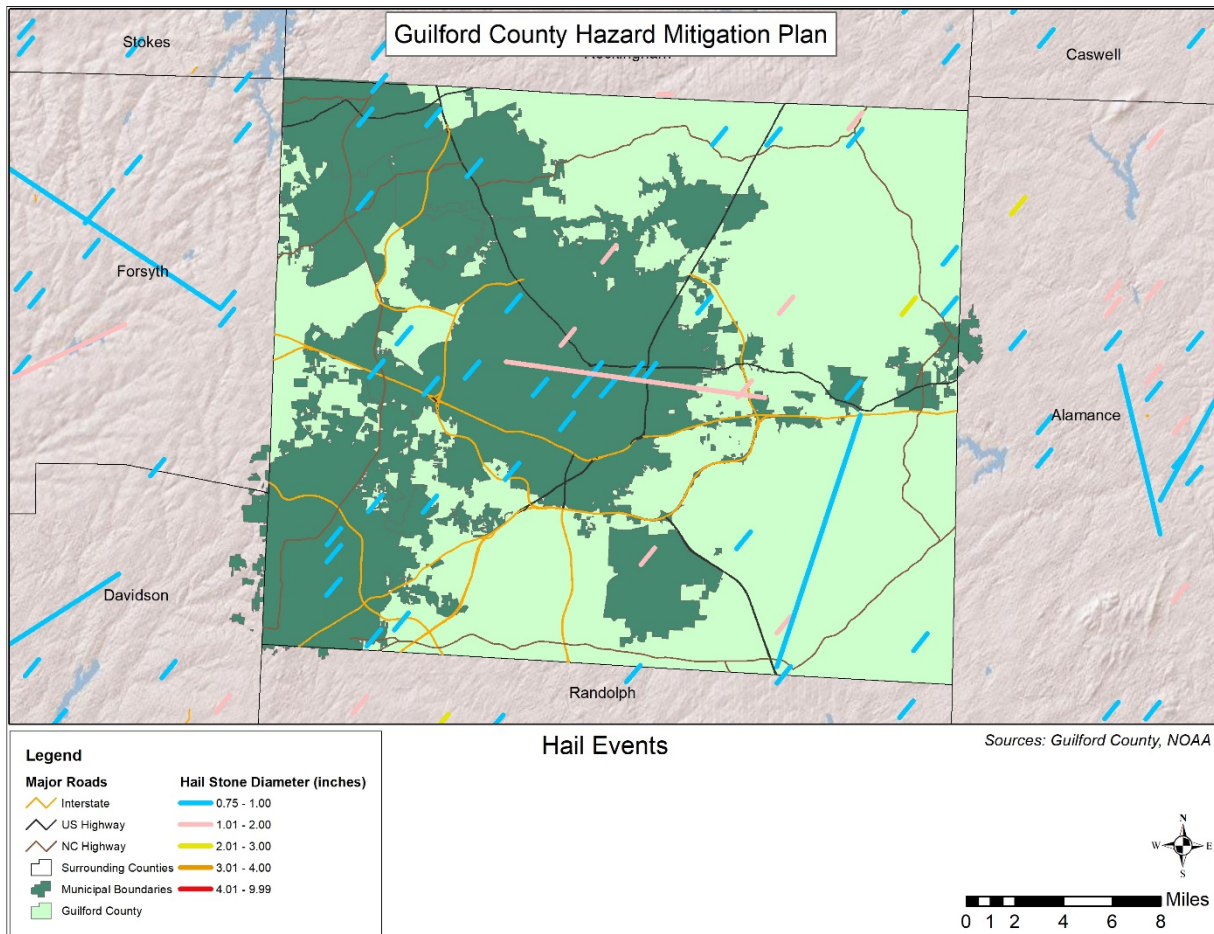 Guilford County Hazard Mitigation Plan
Stokes
Caswell
Forsyth
Alamance
Davidson
Randolph
Hail Events
Sources: Guilford County, NOAA
Legend
Major Roads
Interstate
US Highway
NC Highway
Surrounding Counties
Municipal Boundaries
Guilford County
Hail Stone Diameter (inches)
0.75 - 1.00
1.01 - 2.00
2.01 - 3.00
3.01 - 4.00
4.01 - 9.99
N
W E
S
Miles
0 1 2 4 6 8